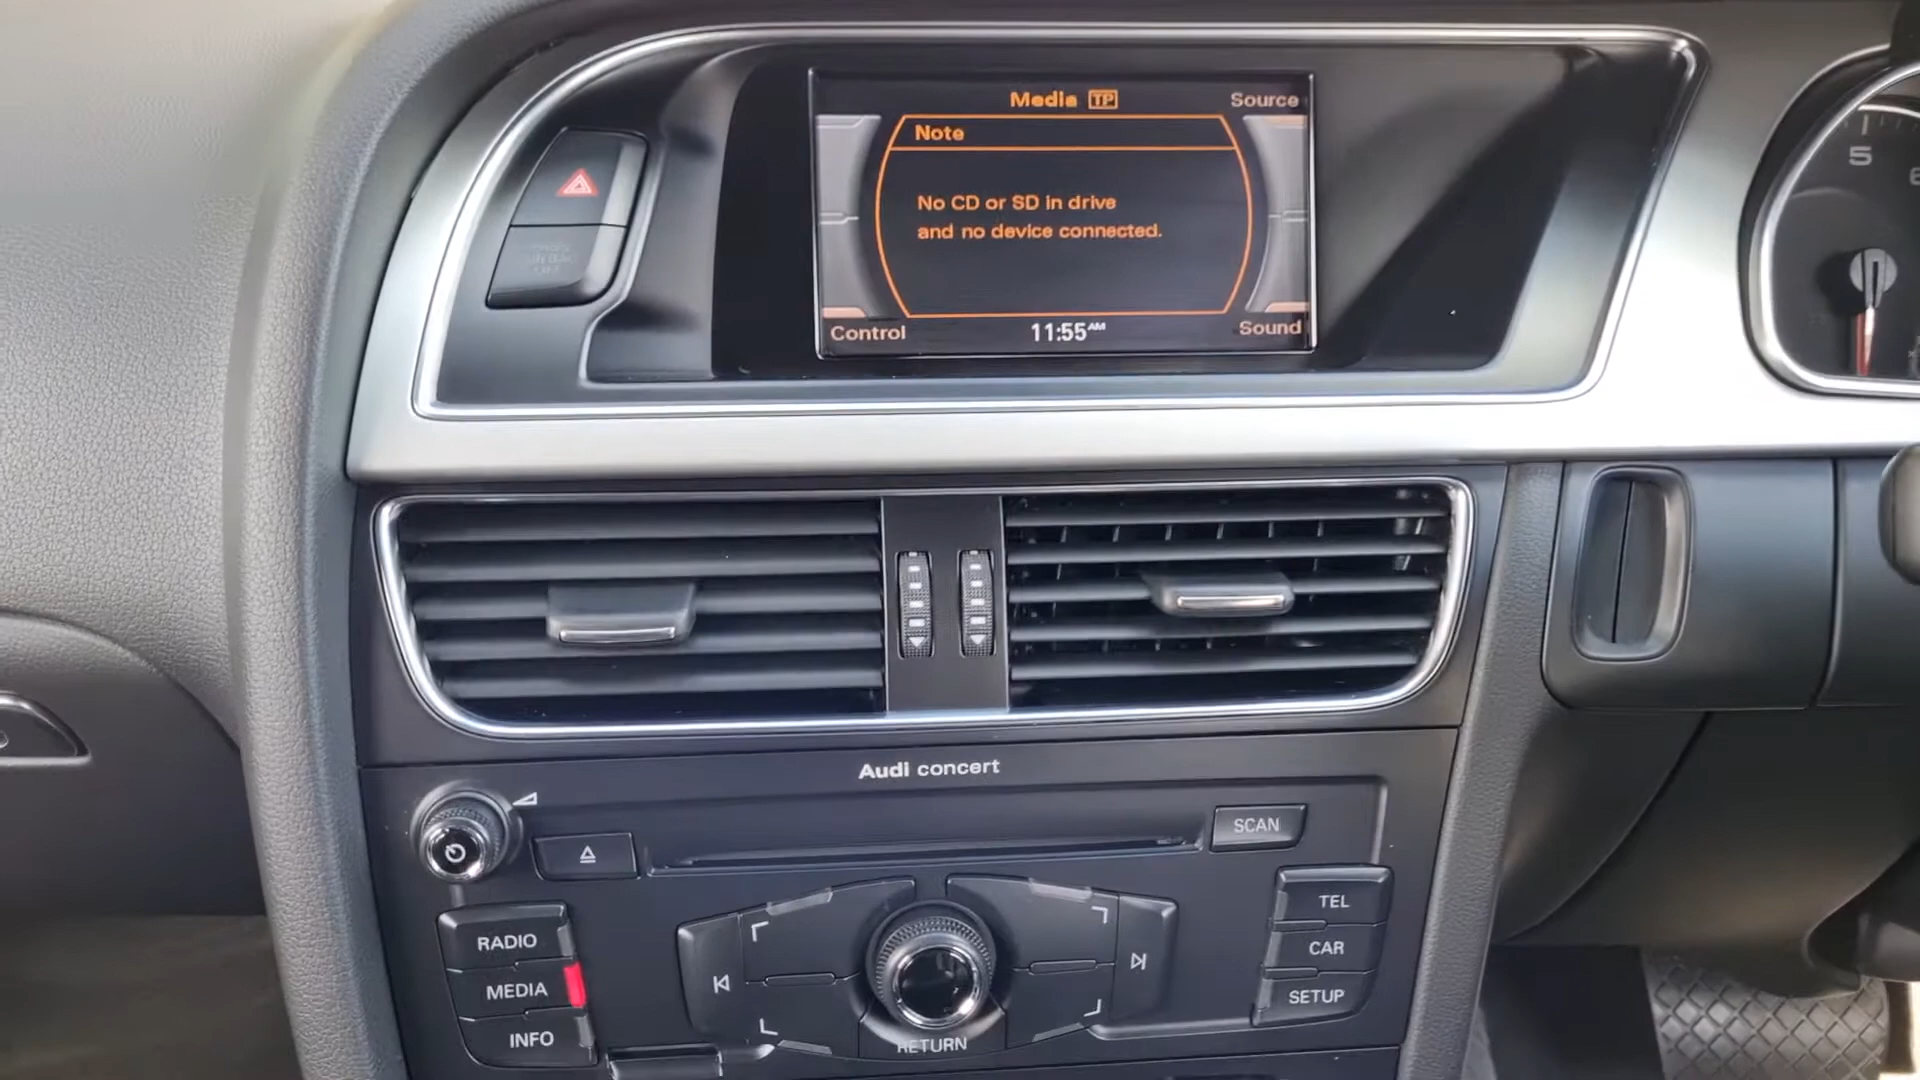 Media TP
Source
Note
No CD or SD in drive
and no device connected.
Control
11:55 AM
Sound
1
5
Audi concert
SCAN
TEL
RADIO
CAR
MEDIA
SETUP
INFO
RETURN